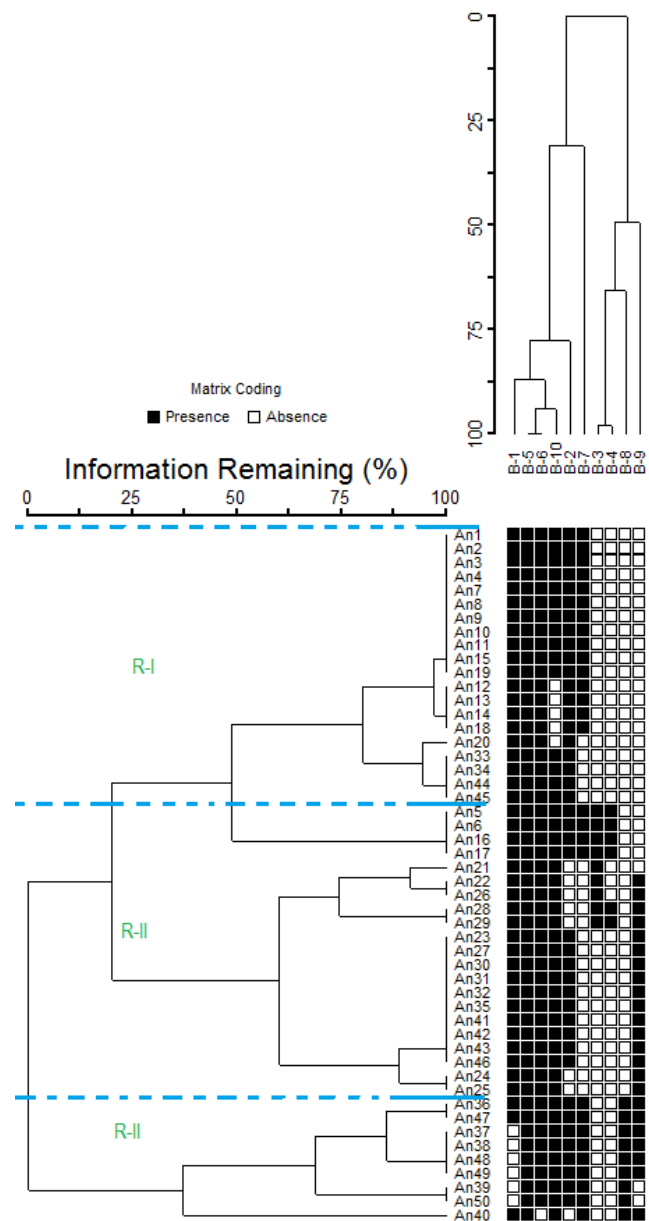 0
25
50
75
100
B-1
B-5
B-6
B-10
B-2
B-7
B-3
B-4
B-8
B-9
Matrix Coding
Presence Absence
Information Remaining (%)
0 25 50 75 100
An1
An2
An3
An4
An7
An8
An9
An10
An11
An15
R-I
An19
An12
An13
An14
An18
An20
An33
An34
An44
An45
An5
An6
An16
An17
An21
An22
An26
An28
An29
R-II
An23
An27
An30
An31
An32
An35
An41
An42
An43
An46
An24
An25
An36
An47
R-II
An37
An38
An48
An49
An39
An50
An40